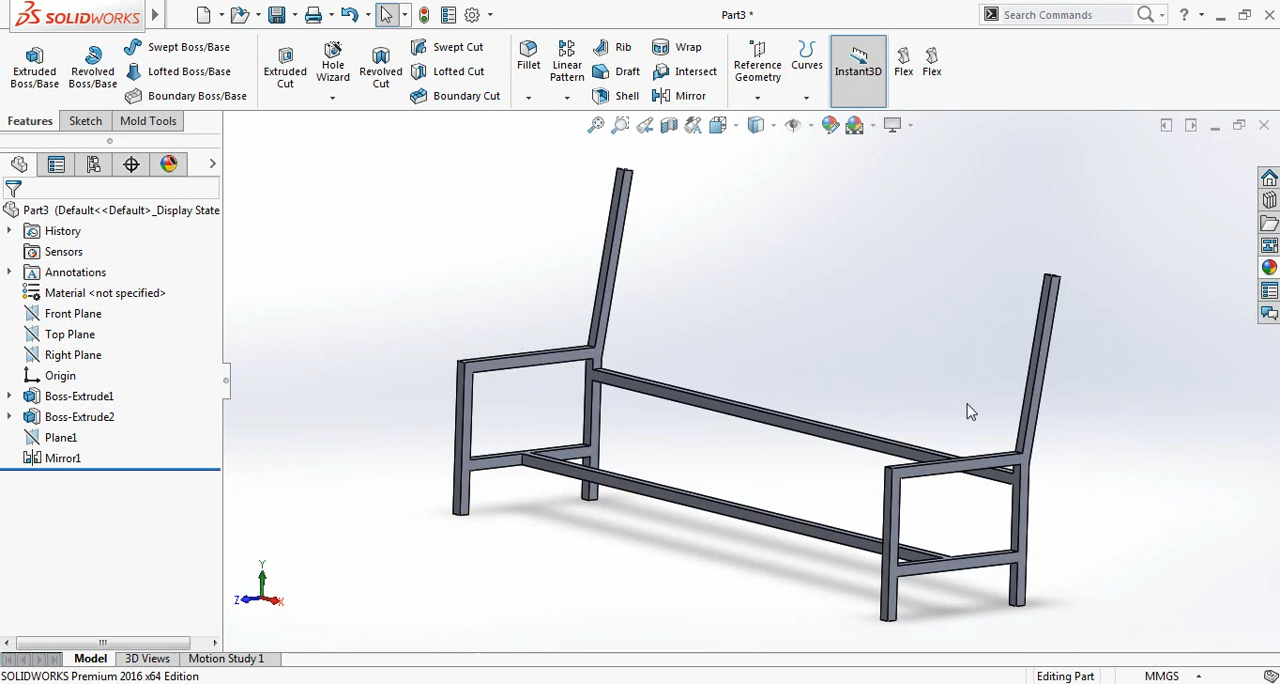 SOLIDWORKS
Part3 *
Search Commands
?
Extruded Boss/Base
Revolved Boss/Base
Swept Boss/Base
Lofted Boss/Base
Boundary Boss/Base
Extruded Cut
Hole Wizard
Revolved Cut
Swept Cut
Lofted Cut
Boundary Cut
Fillet
Linear Pattern
Rib
Draft
Shell
Wrap
Intersect
Mirror
Reference Geometry
Curves
Instant3D
Flex
Flex
Features
Sketch
Mold Tools
Part3 (Default<<Default>_Display State
History
Sensors
Annotations
Material <not specified>
Front Plane
Top Plane
Right Plane
Origin
Boss-Extrude1
Boss-Extrude2
Plane1
Mirror1
Y
Z
X
Model
3D Views
Motion Study 1
SOLIDWORKS Premium 2016 x64 Edition
Editing Part
MMGS